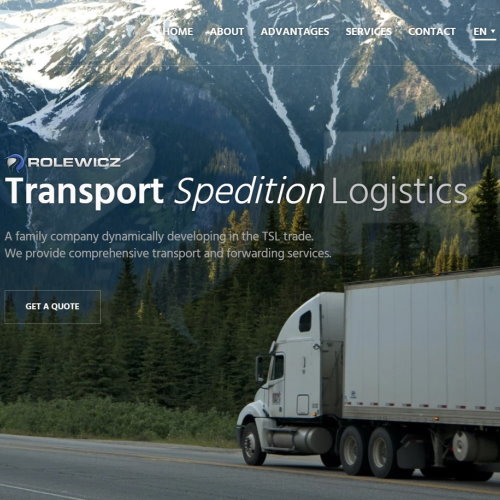 HOME ABOUT ADVANTAGES SERVICES CONTACT EN
ROLEWICZ
Transport Spedition Logistics
A family company dynamically developing in the TSL trade.
We provide comprehensive transport and forwarding services.
GET A QUOTE